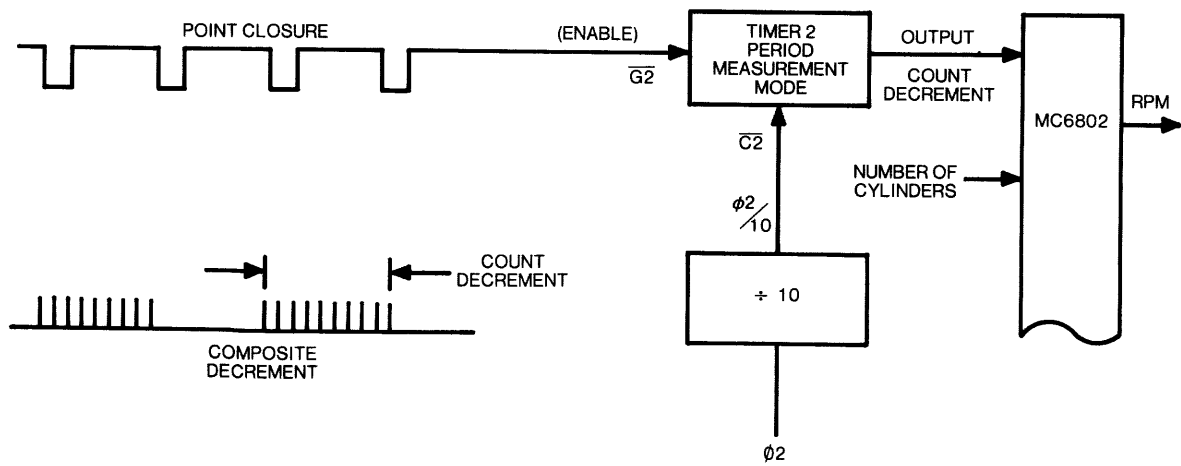 POINT CLOSURE
(ENABLE)
G2
TIMER 2
PERIOD
MEASUREMENT
MODE
OUTPUT
COUNT
DECREMENT
MC6802
RPM
C2
NUMBER OF
CYLINDERS
ϕ2/10
COUNT
DECREMENT
÷ 10
COMPOSITE
DECREMENT
ϕ2